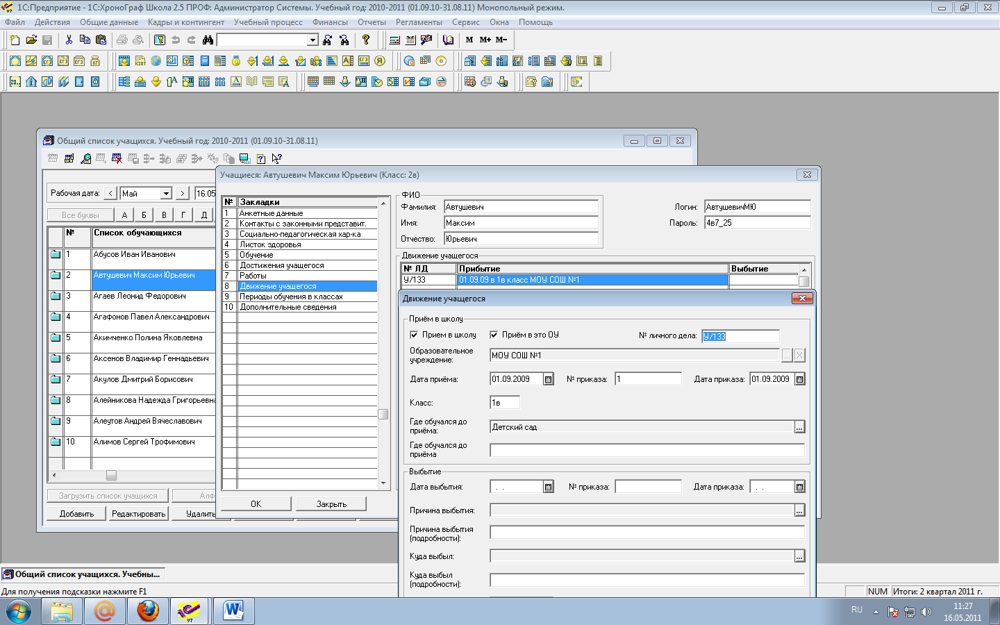 1С:Предприятие - 1С:ХроноГраф Школа 2.5 ПРОФ: Администратор Системы. Учебный год: 2010-2011 (01.09.10-31.08.11) Монопольный режим.
Файл Действия Общие данные Кадры и контингент Учебный процесс Финансы Отчеты Регламенты Сервис Окна Помощь
M M+ M−
Общий список учащихся. Учебный год: 2010-2011 (01.09.10-31.08.11)
Рабочая дата: < Май > 16.05
Все буквы А Б В Г Д
№ Список обучающихся
1 Абусов Иван Иванович
2 Автушевич Максим Юрьевич
3 Агаев Леонид Федорович
4 Агафонов Павел Александрович
5 Акимченко Полина Яковлевна
6 Аксенов Владимир Геннадьевич
7 Акулов Дмитрий Борисович
8 Алейникова Надежда Григорьевна
9 Алеутов Андрей Вячеславович
10 Алимов Сергей Трофимович
Загрузить список учащихся Алф
Добавить Редактировать Удалить
Учащиеся: Автушевич Максим Юрьевич (Класс: 2в)
№ Закладки
1 Анкетные данные
2 Контакты с законными представит.
3 Социально-педагогическая хар-ка
4 Листок здоровья
5 Обучение
6 Достижения учащегося
7 Работы
8 Движение учащегося
9 Периоды обучения в классах
10 Дополнительные сведения
OK Закрыть
ФИО
Фамилия: Автушевич
Имя: Максим
Отчество: Юрьевич
Логин: АвтушевичМЮ
Пароль: 4в7_25
Движение учащегося
№ ЛД Прибытие Выбытие
У/133 01.09.09 в 1в класс МОУ СОШ №1
Движение учащегося
Приём в школу
Прием в школу Приём в это ОУ № личного дела: У/133
Образовательное
учреждение: МОУ СОШ №1
Дата приёма: 01.09.2009 № приказа: 1 Дата приказа: 01.09.2009
Класс: 1в
Где обучался до
приёма: Детский сад
Где обучался до
приёма
Выбытие
Дата выбытия: . . № приказа: Дата приказа: . .
Причина выбытия:
Причина выбытия
(подробности):
Куда выбыл:
Куда выбыл
(подробности):
Общий список учащихся. Учебны...
Для получения подсказки нажмите F1
NUM Итоги: 2 квартал 2011 г.
RU 11:27
16.05.2011